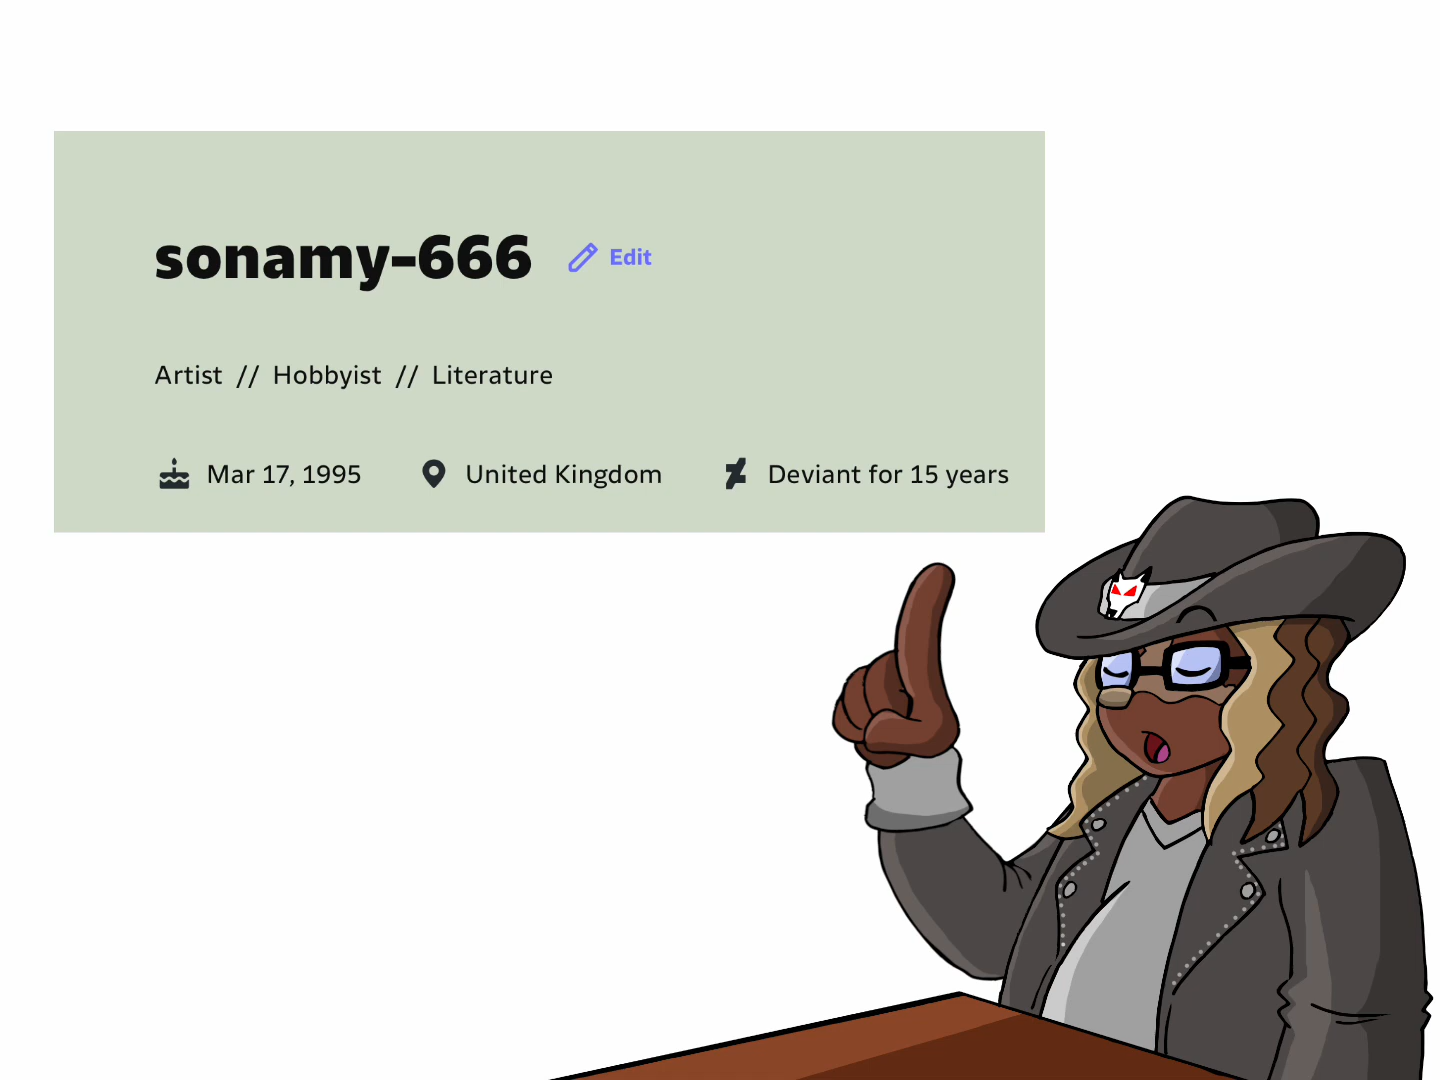 sonamy-666 Edit
Artist // Hobbyist // Literature
Mar 17, 1995 United Kingdom Deviant for 15 years